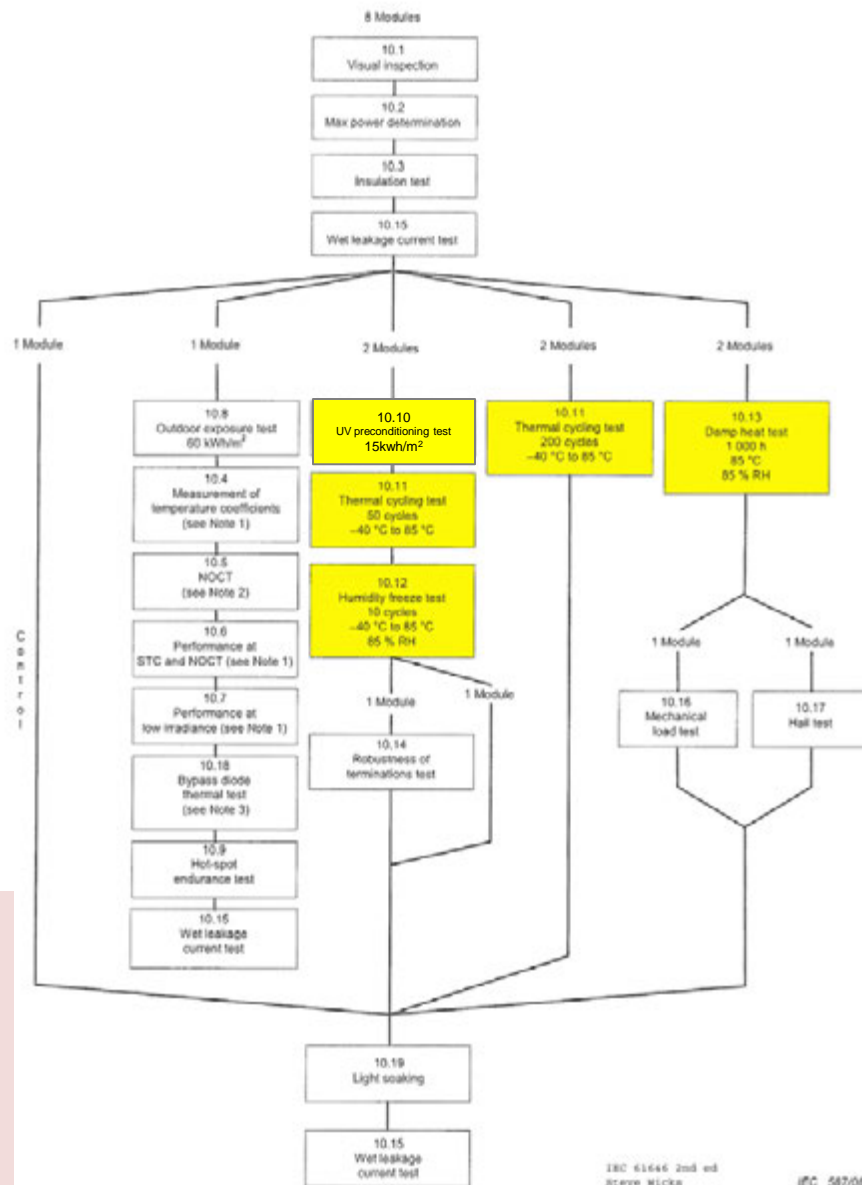 8 Modules
10.1
Visual inspection
10.2
Max power determination
10.3
Insulation test
10.15
Wet leakage current test
1 Module
1 Module
2 Modules
2 Modules
2 Modules
Control
10.8
Outdoor exposure test
60 kWh/m²
10.4
Measurement of
temperature coefficients
(see Note 1)
10.5
NOCT
(see Note 2)
10.6
Performance at
STC and NOCT (see Note 1)
10.7
Performance at
low irradiance (see Note 1)
10.18
Bypass diode
thermal test
(see Note 3)
10.9
Hot-spot
endurance test
10.15
Wet leakage
current test
10.10
UV preconditioning test
15kwh/m²
10.11
Thermal cycling test
50 cycles
–40 °C to 85 °C
10.12
Humidity freeze test
10 cycles
–40 °C to 85 °C
85 % RH
1 Module
1 Module
10.14
Robustness of
terminations test
10.11
Thermal cycling test
200 cycles
–40 °C to 85 °C
10.13
Damp heat test
1 000 h
85 °C
85 % RH
1 Module
1 Module
10.16
Mechanical
load test
10.17
Hail test
10.19
Light soaking
10.15
Wet leakage
current test
IEC 61646 2nd ed
Steve Wicks
IEC